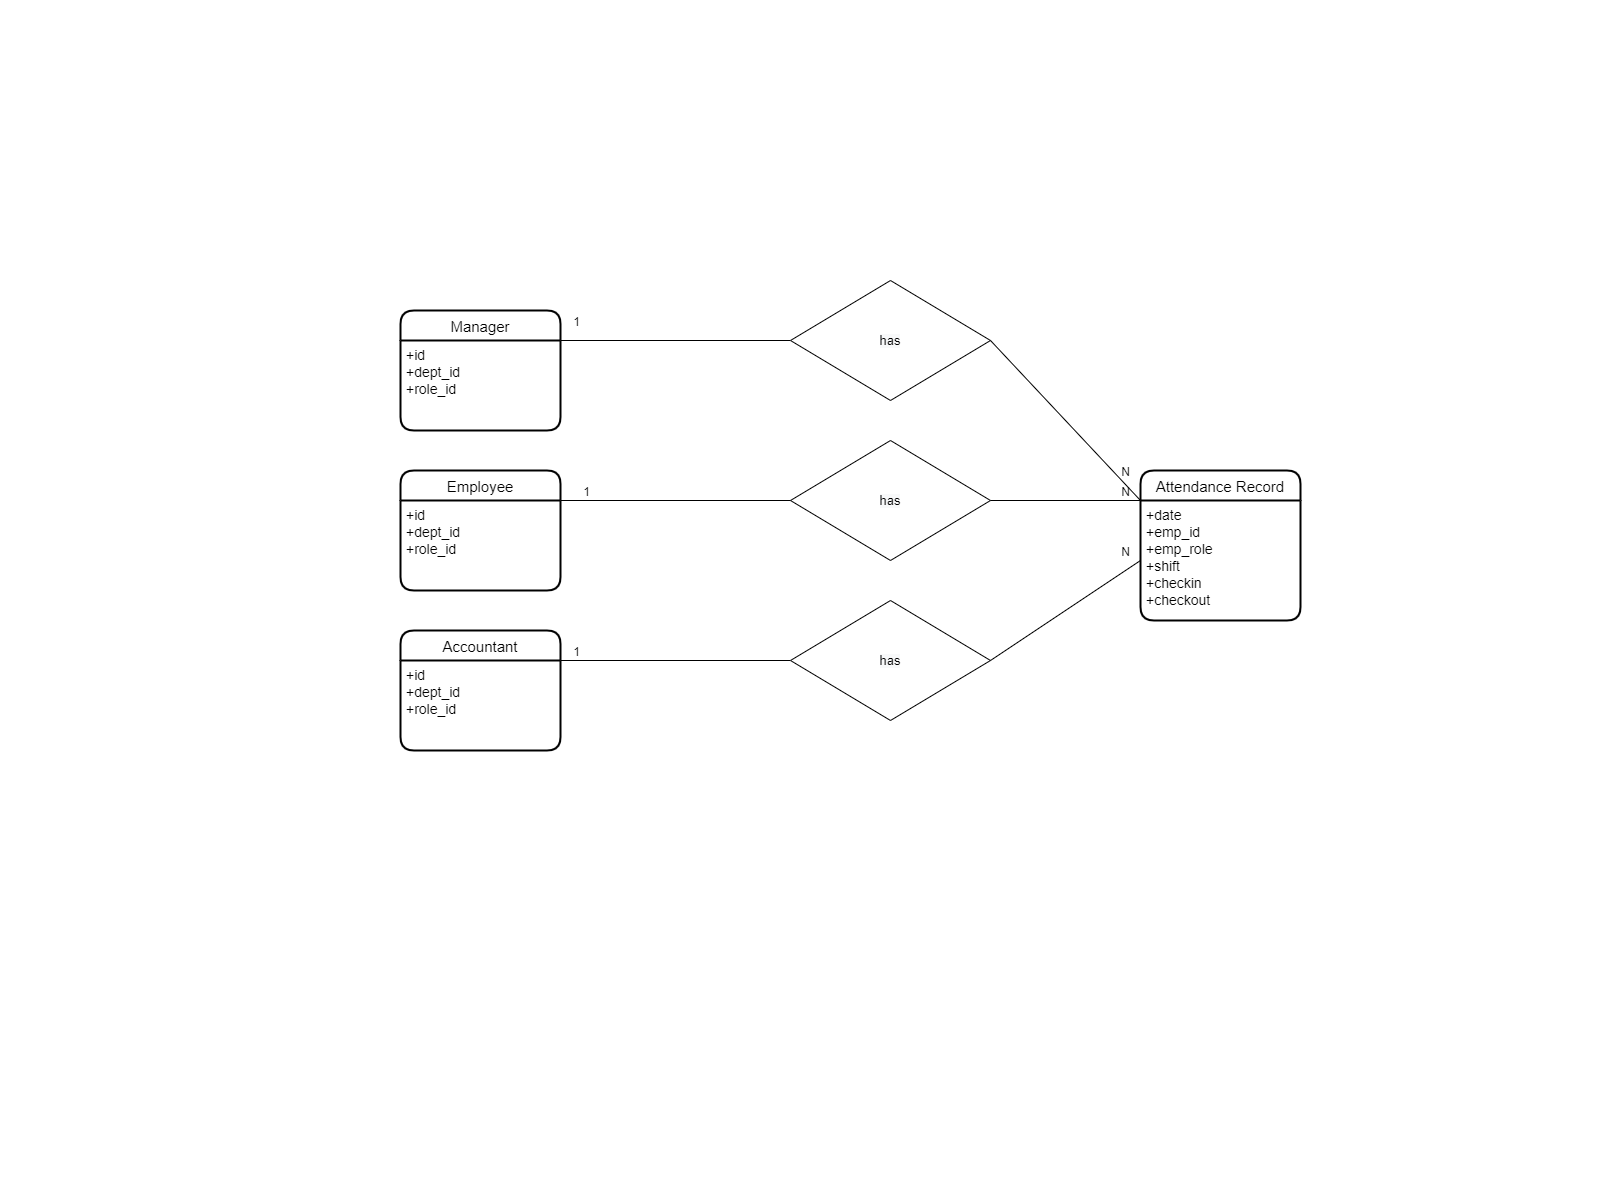 Manager
+id
+dept_id
+role_id
1
has
N
Employee
+id
+dept_id
+role_id
1
has
N
Attendance Record
+date
+emp_id
+emp_role
+shift
+checkin
+checkout
Accountant
+id
+dept_id
+role_id
1
has
N